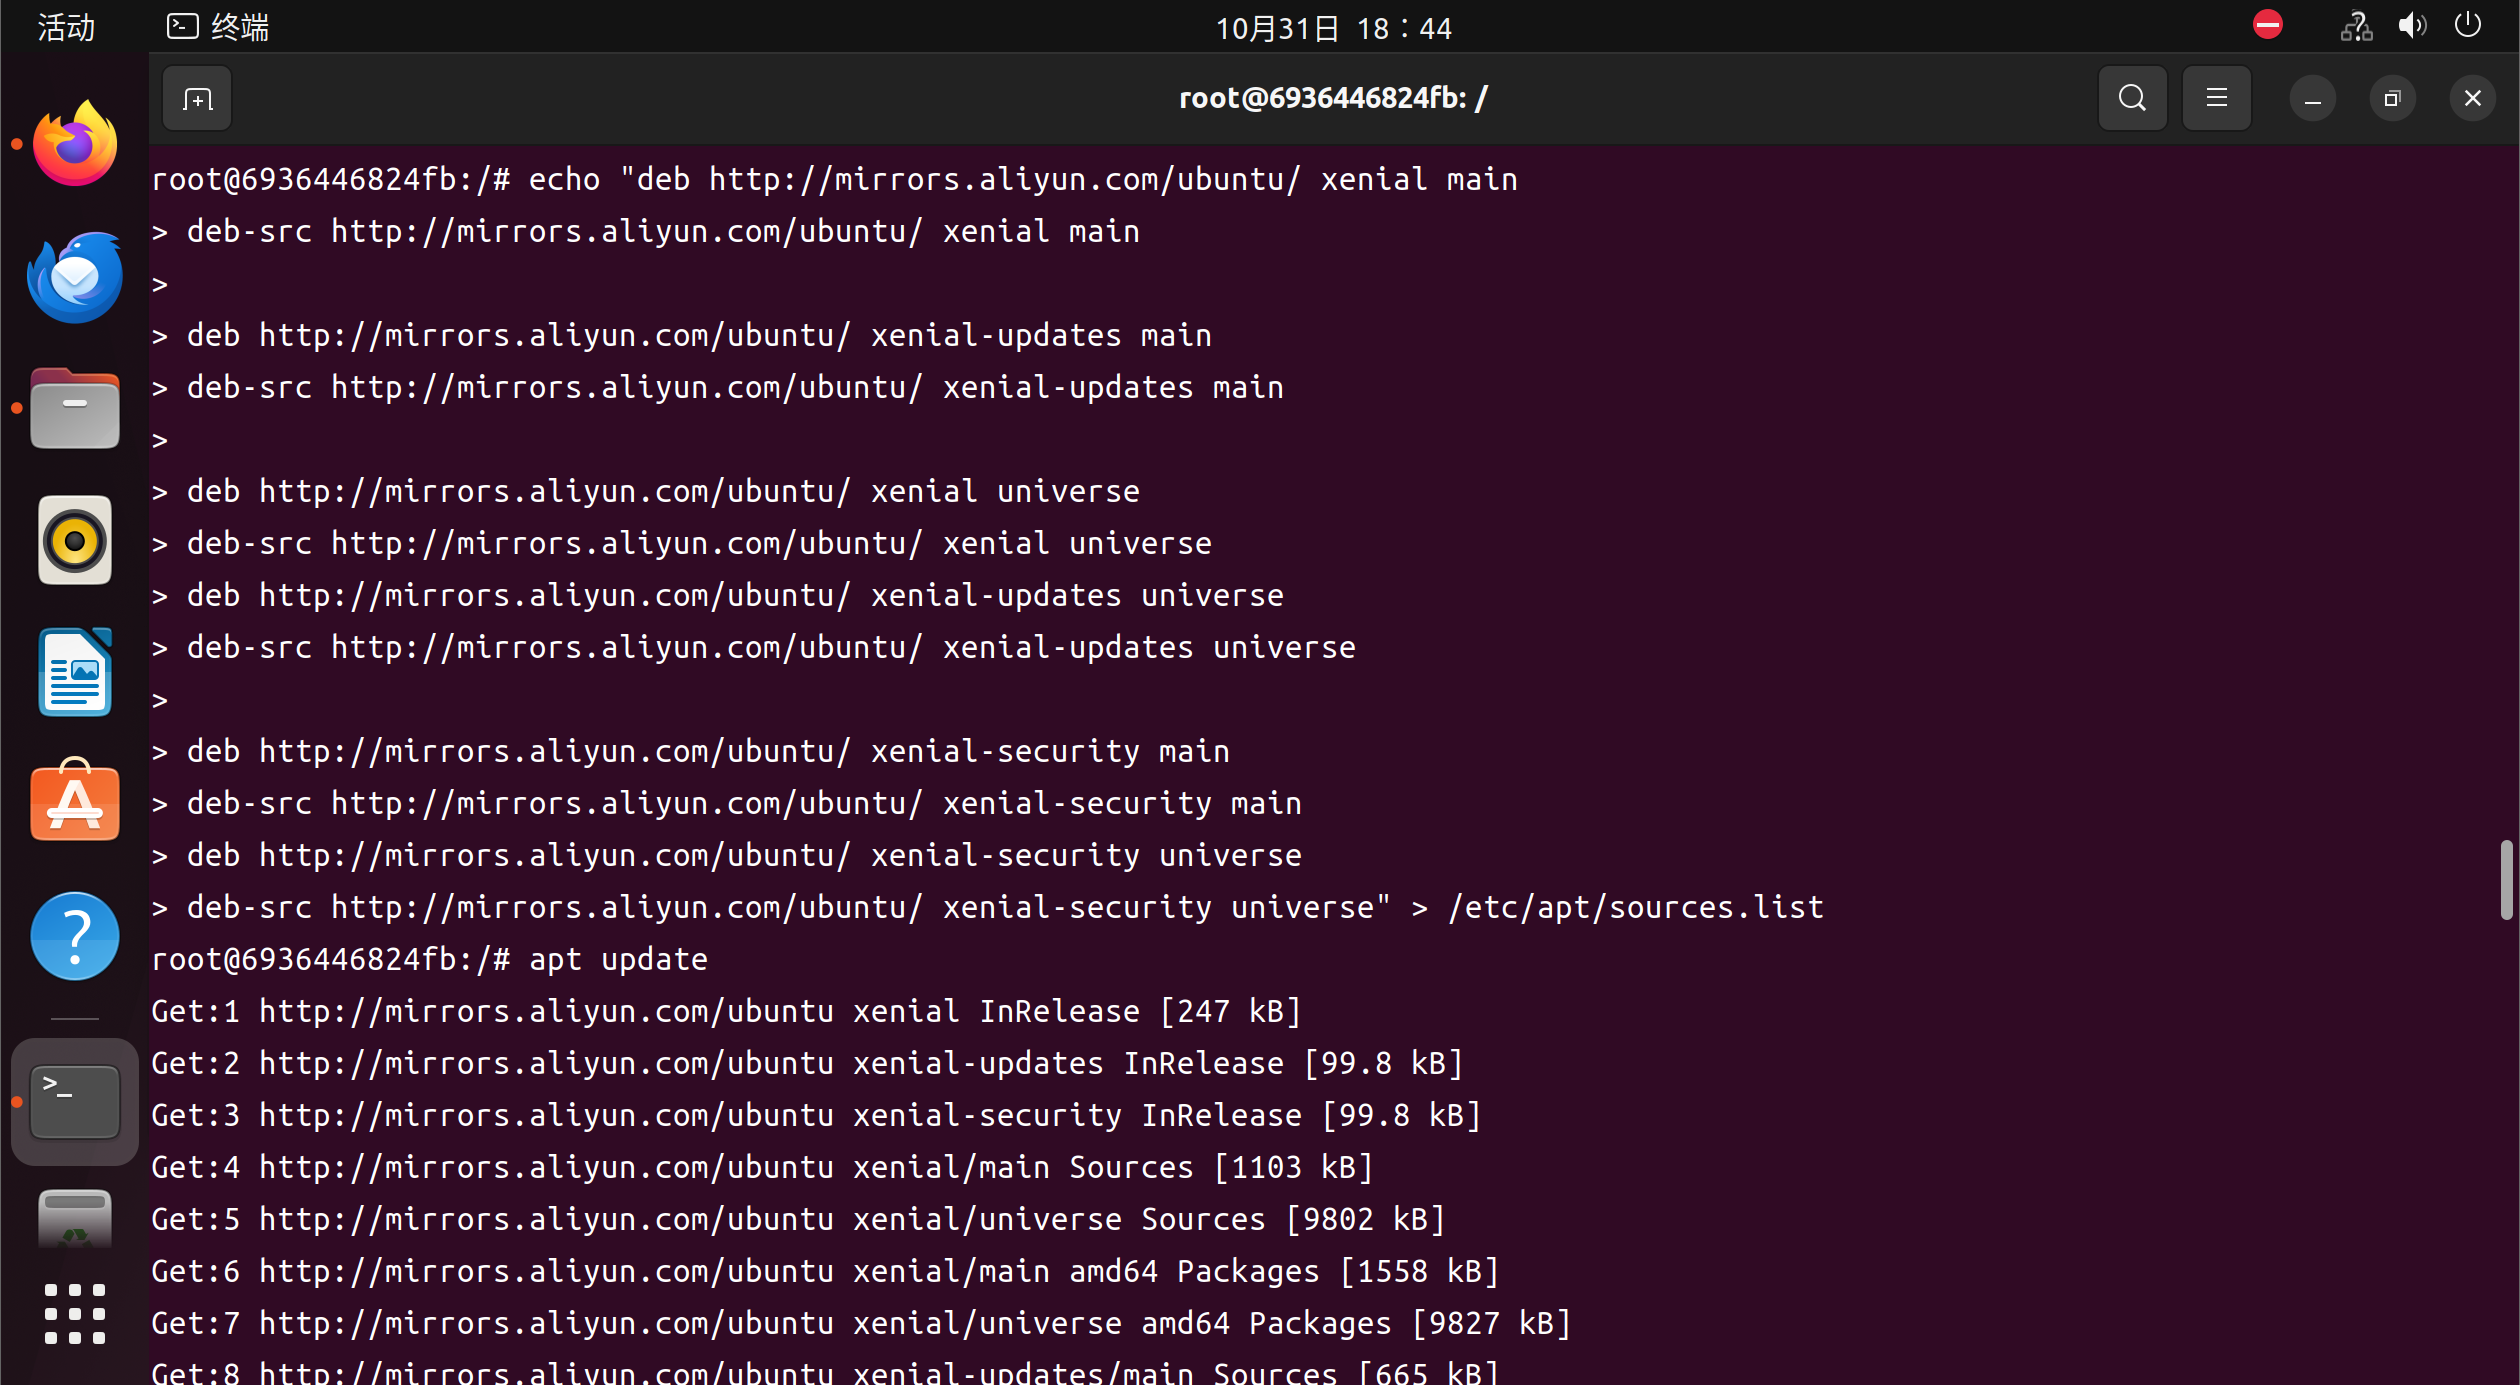 活动
终端
10月31日 18：44
root@6936446824fb: /
root@6936446824fb:/# echo "deb http://mirrors.aliyun.com/ubuntu/ xenial main
> deb-src http://mirrors.aliyun.com/ubuntu/ xenial main
>
> deb http://mirrors.aliyun.com/ubuntu/ xenial-updates main
> deb-src http://mirrors.aliyun.com/ubuntu/ xenial-updates main
>
> deb http://mirrors.aliyun.com/ubuntu/ xenial universe
> deb-src http://mirrors.aliyun.com/ubuntu/ xenial universe
> deb http://mirrors.aliyun.com/ubuntu/ xenial-updates universe
> deb-src http://mirrors.aliyun.com/ubuntu/ xenial-updates universe
>
> deb http://mirrors.aliyun.com/ubuntu/ xenial-security main
> deb-src http://mirrors.aliyun.com/ubuntu/ xenial-security main
> deb http://mirrors.aliyun.com/ubuntu/ xenial-security universe
> deb-src http://mirrors.aliyun.com/ubuntu/ xenial-security universe" > /etc/apt/sources.list
root@6936446824fb:/# apt update
Get:1 http://mirrors.aliyun.com/ubuntu xenial InRelease [247 kB]
Get:2 http://mirrors.aliyun.com/ubuntu xenial-updates InRelease [99.8 kB]
Get:3 http://mirrors.aliyun.com/ubuntu xenial-security InRelease [99.8 kB]
Get:4 http://mirrors.aliyun.com/ubuntu xenial/main Sources [1103 kB]
Get:5 http://mirrors.aliyun.com/ubuntu xenial/universe Sources [9802 kB]
Get:6 http://mirrors.aliyun.com/ubuntu xenial/main amd64 Packages [1558 kB]
Get:7 http://mirrors.aliyun.com/ubuntu xenial/universe amd64 Packages [9827 kB]
Get:8 http://mirrors.aliyun.com/ubuntu xenial-updates/main Sources [665 kB]